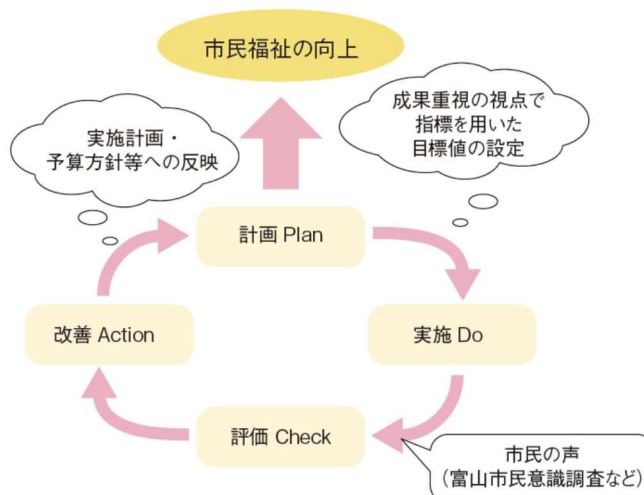 市民福祉の向上
成果重視の視点で
指標を用いた
目標値の設定
実施計画・
予算方針等への反映
計画 Plan
改善 Action
実施 Do
評価 Check
市民の声
(富山市民意識調査など)